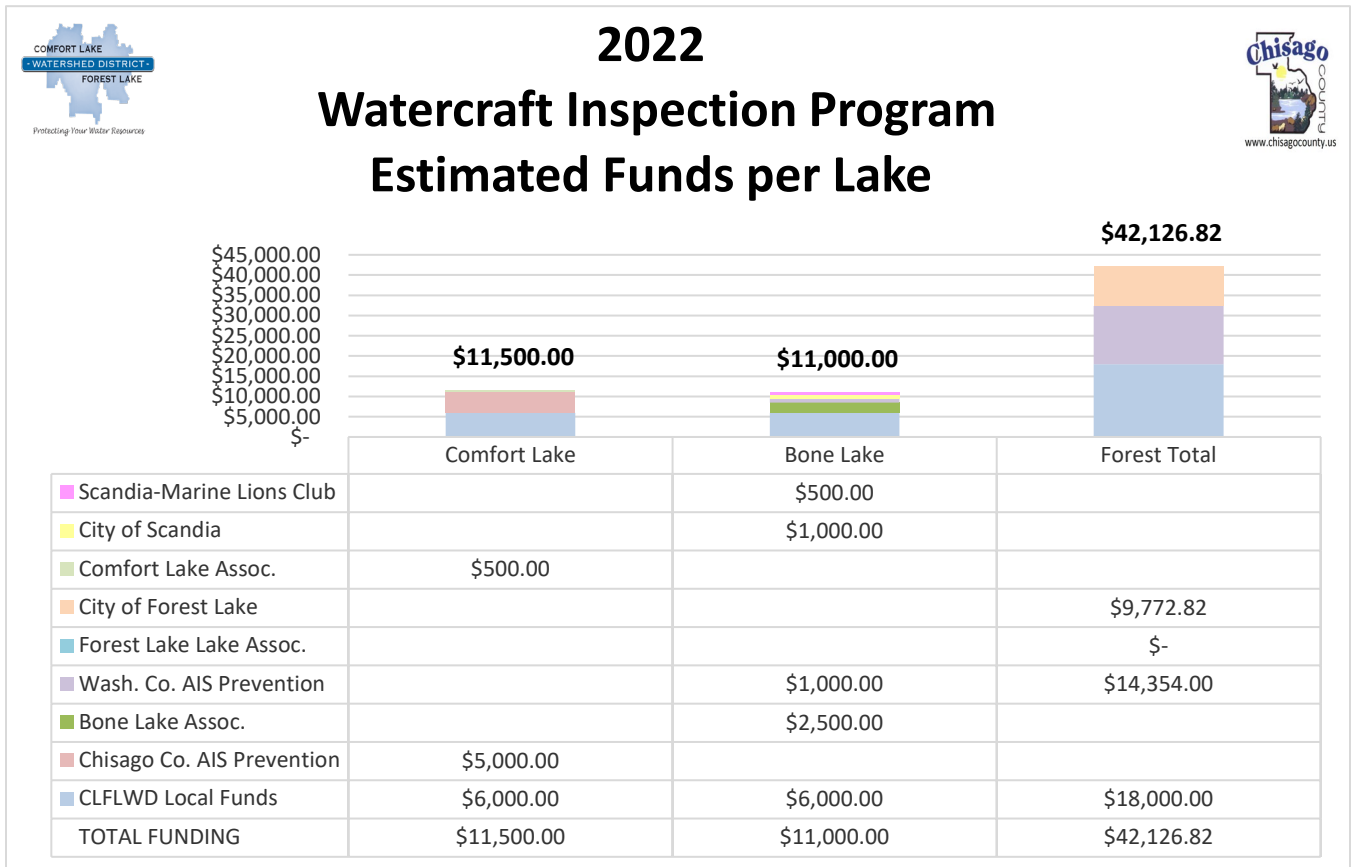 COMFORT LAKE
- WATERSHED DISTRICT -
FOREST LAKE
Protecting Your Water Resources
2022
Watercraft Inspection Program
Estimated Funds per Lake
Chisago
COUNTY
www.chisagocounty.us
$42,126.82
$11,500.00
$11,000.00
$45,000.00
$40,000.00
$35,000.00
$30,000.00
$25,000.00
$20,000.00
$15,000.00
$10,000.00
$5,000.00
$-
Comfort Lake Bone Lake Forest Total
Scandia-Marine Lions Club $500.00
City of Scandia $1,000.00
Comfort Lake Assoc. $500.00
City of Forest Lake $9,772.82
Forest Lake Lake Assoc. $-
Wash. Co. AIS Prevention $1,000.00 $14,354.00
Bone Lake Assoc. $2,500.00
Chisago Co. AIS Prevention $5,000.00
CLFLWD Local Funds $6,000.00 $6,000.00 $18,000.00
TOTAL FUNDING $11,500.00 $11,000.00 $42,126.82